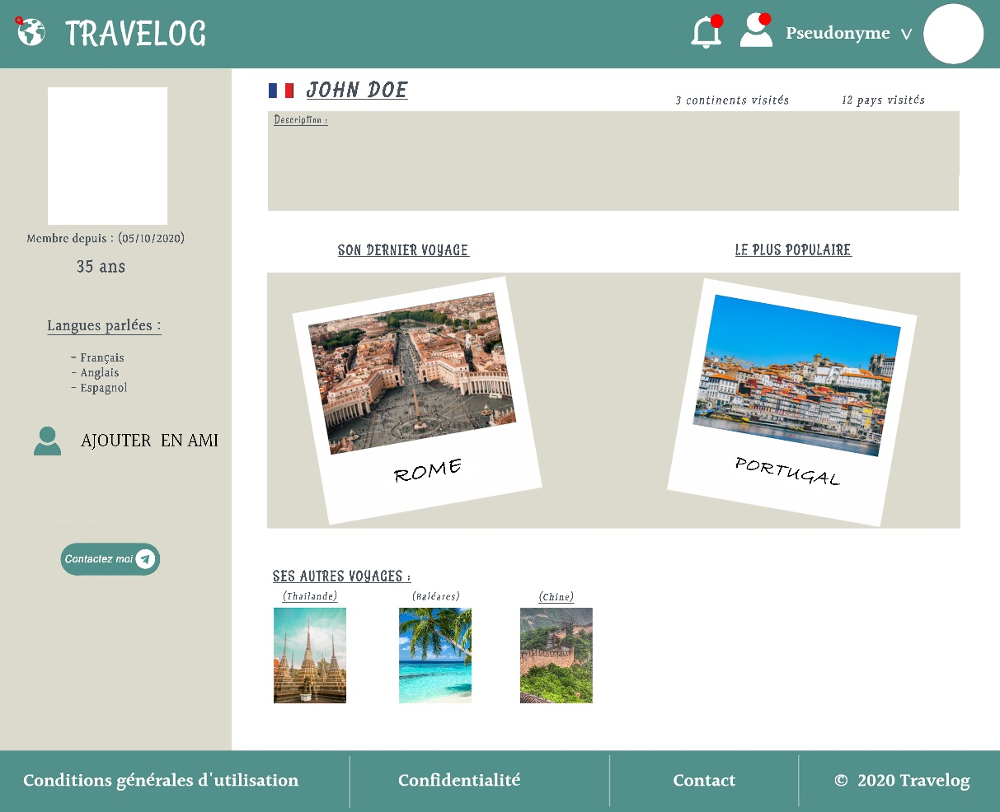 TRAVELOG
Pseudonyme V
JOHN DOE
3 continents visités
12 pays visités
Description :
Membre depuis : (05/10/2020)
35 ans
Langues parlées :
- Français
- Anglais
- Espagnol
AJOUTER EN AMI
Contactez moi
SON DERNIER VOYAGE
LE PLUS POPULAIRE
ROME
PORTUGAL
SES AUTRES VOYAGES :
(Thaïlande)
(Baléares)
(Chine)
Conditions générales d'utilisation
Confidentialité
Contact
© 2020 Travelog